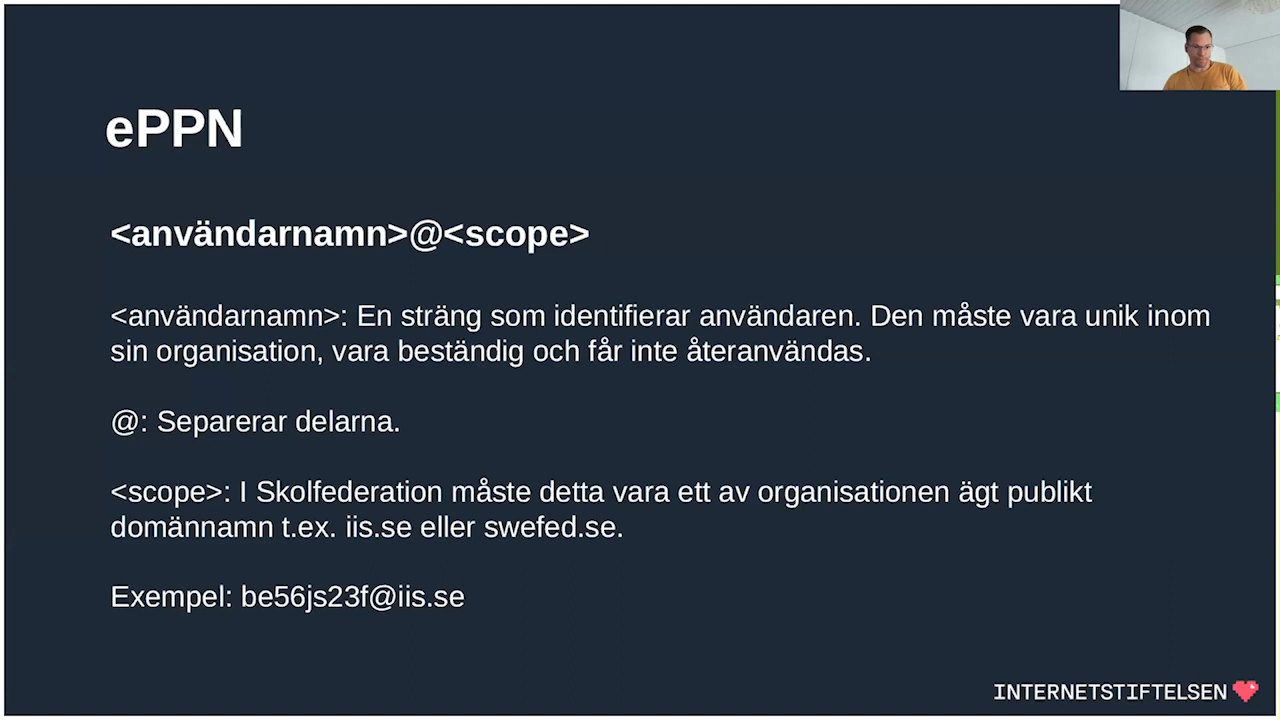 ePPN
<användarnamn>@<scope>
<användarnamn>: En sträng som identifierar användaren. Den måste vara unik inom
sin organisation, vara beständig och får inte återanvändas.
@: Separerar delarna.
<scope>: I Skolfederation måste detta vara ett av organisationen ägt publikt
domännamn t.ex. iis.se eller swefed.se.
Exempel: be56js23f@iis.se
INTERNETSTIFTELSEN